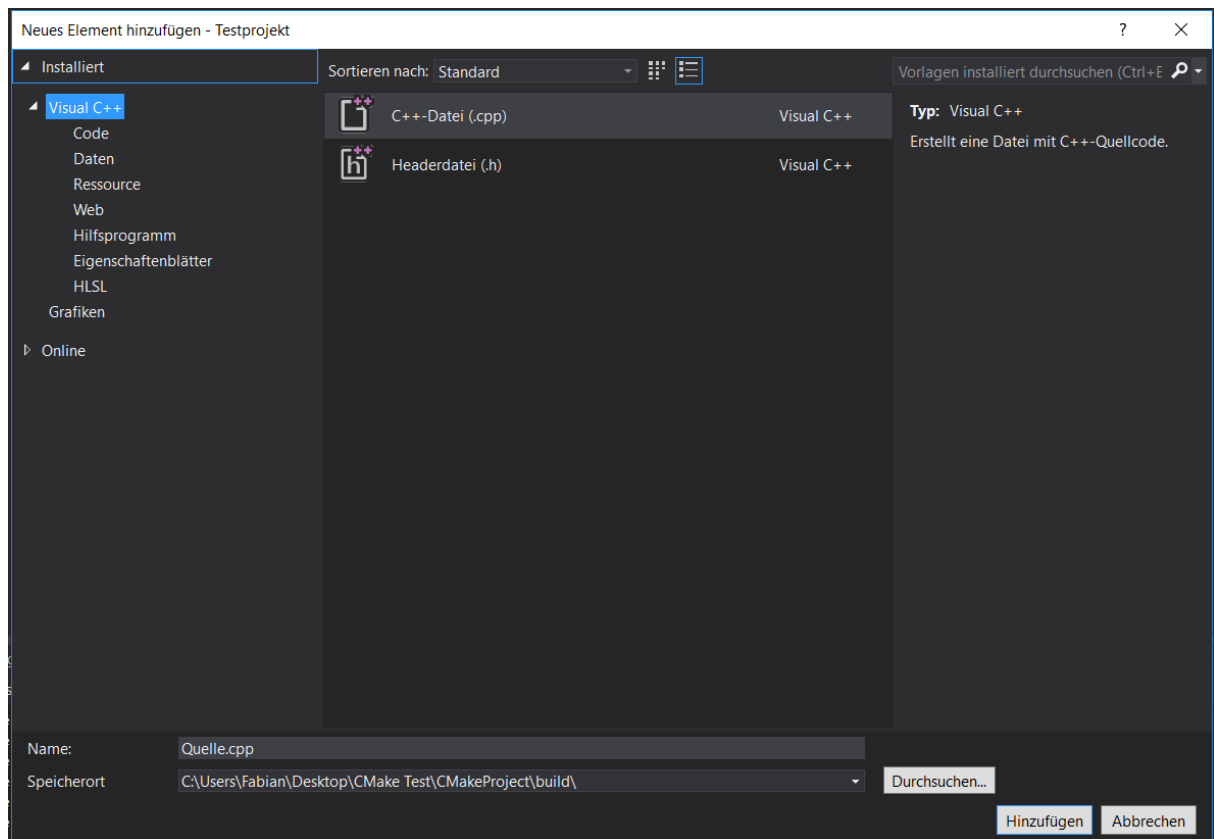 Neues Element hinzufügen - Testprojekt
Installiert
Sortieren nach: Standard
Vorlagen installiert durchsuchen (Ctrl+E
Visual C++
Code
Daten
Ressource
Web
Hilfsprogramm
Eigenschaftenblätter
HLSL
Grafiken
Online
C++-Datei (.cpp) Visual C++
Headerdatei (.h) Visual C++
Typ: Visual C++
Erstellt eine Datei mit C++-Quellcode.
Name: Quelle.cpp
Speicherort C:\Users\Fabian\Desktop\CMake Test\CMakeProject\build\
Durchsuchen...
Hinzufügen Abbrechen